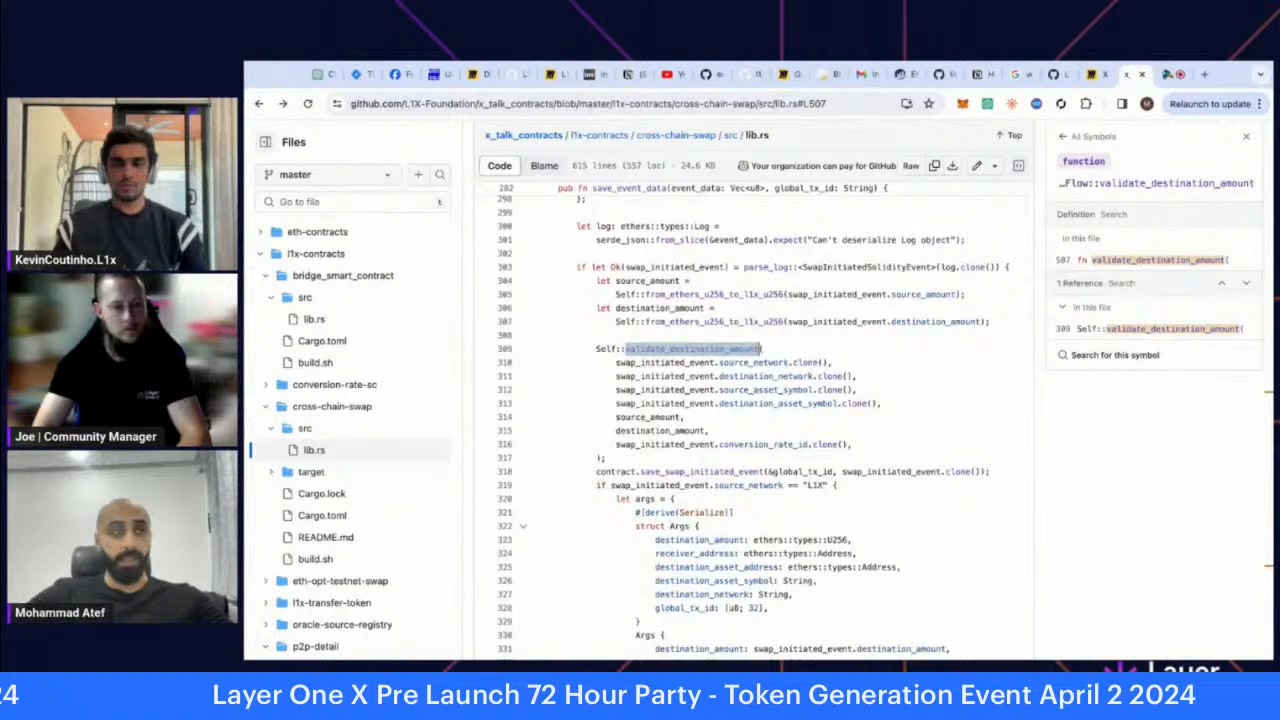 KevinCoutinho.L1x
Joe | Community Manager
Mohammad Atef
github.com/L1X-Foundation/x_talk_contracts/blob/master/l1x-contracts/cross-chain-swap/src/lib.rs#L507
Relaunch to update
Files
master
Go to file
t
eth-contracts
l1x-contracts
bridge_smart_contract
src
lib.rs
Cargo.toml
build.sh
conversion-rate-sc
cross-chain-swap
src
lib.rs
target
Cargo.lock
Cargo.toml
README.md
build.sh
eth-opt-testnet-swap
l1x-transfer-token
oracle-source-registry
p2p-detail
x_talk_contracts / l1x-contracts / cross-chain-swap / src / lib.rs
Top
Code
Blame
615 lines (557 loc) · 24.6 KB
Your organization can pay for GitHub
Raw
282 pub fn save_event_data(event_data: Vec<u8>, global_tx_id: String) {
298 };
299
300 let log: ethers::types::Log =
301 serde_json::from_slice(&event_data).expect("Can't deserialize Log object");
302
303 if let Ok(swap_initiated_event) = parse_log::<SwapInitiatedSolidityEvent>(log.clone()) {
304 let source_amount =
305 Self::from_ethers_u256_to_l1x_u256(swap_initiated_event.source_amount);
306 let destination_amount =
307 Self::from_ethers_u256_to_l1x_u256(swap_initiated_event.destination_amount);
308
309 Self::validate_destination_amount(
310 swap_initiated_event.source_network.clone(),
311 swap_initiated_event.destination_network.clone(),
312 swap_initiated_event.source_asset_symbol.clone(),
313 swap_initiated_event.destination_asset_symbol.clone(),
314 source_amount,
315 destination_amount,
316 swap_initiated_event.conversion_rate_id.clone(),
317 );
318 contract.save_swap_initiated_event(&global_tx_id, swap_initiated_event.clone());
319 if swap_initiated_event.source_network == "L1X" {
320 let args = {
321 #[derive(Serialize)]
322 struct Args {
323 destination_amount: ethers::types::U256,
324 receiver_address: ethers::types::Address,
325 destination_asset_address: ethers::types::Address,
326 destination_asset_symbol: String,
327 destination_network: String,
328 global_tx_id: [u8; 32],
329 }
330 Args {
331 destination_amount: swap_initiated_event.destination_amount,
All Symbols
function
…Flow::validate_destination_amount
Definition Search
In this file
507 fn validate_destination_amount(
1 Reference Search
In this file
309 Self::validate_destination_amount(
Search for this symbol
24 Layer One X Pre Launch 72 Hour Party - Token Generation Event April 2 2024